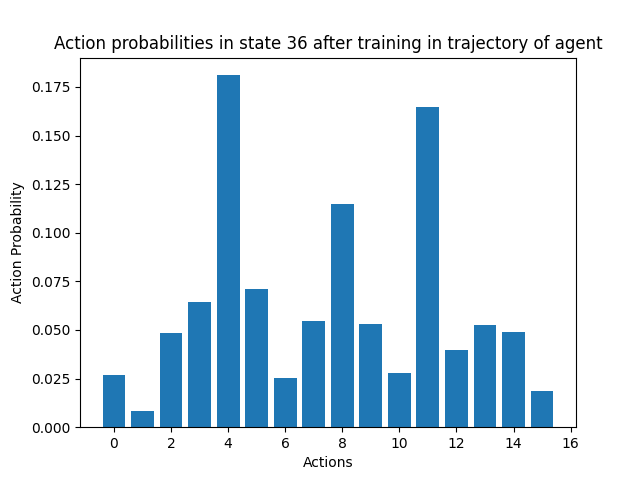 Action probabilities in state 36 after training in trajectory of agent
0.175
0.150
0.125
0.100
0.075
0.050
0.025
0.000
Action Probability
0 2 4 6 8 10 12 14 16
Actions